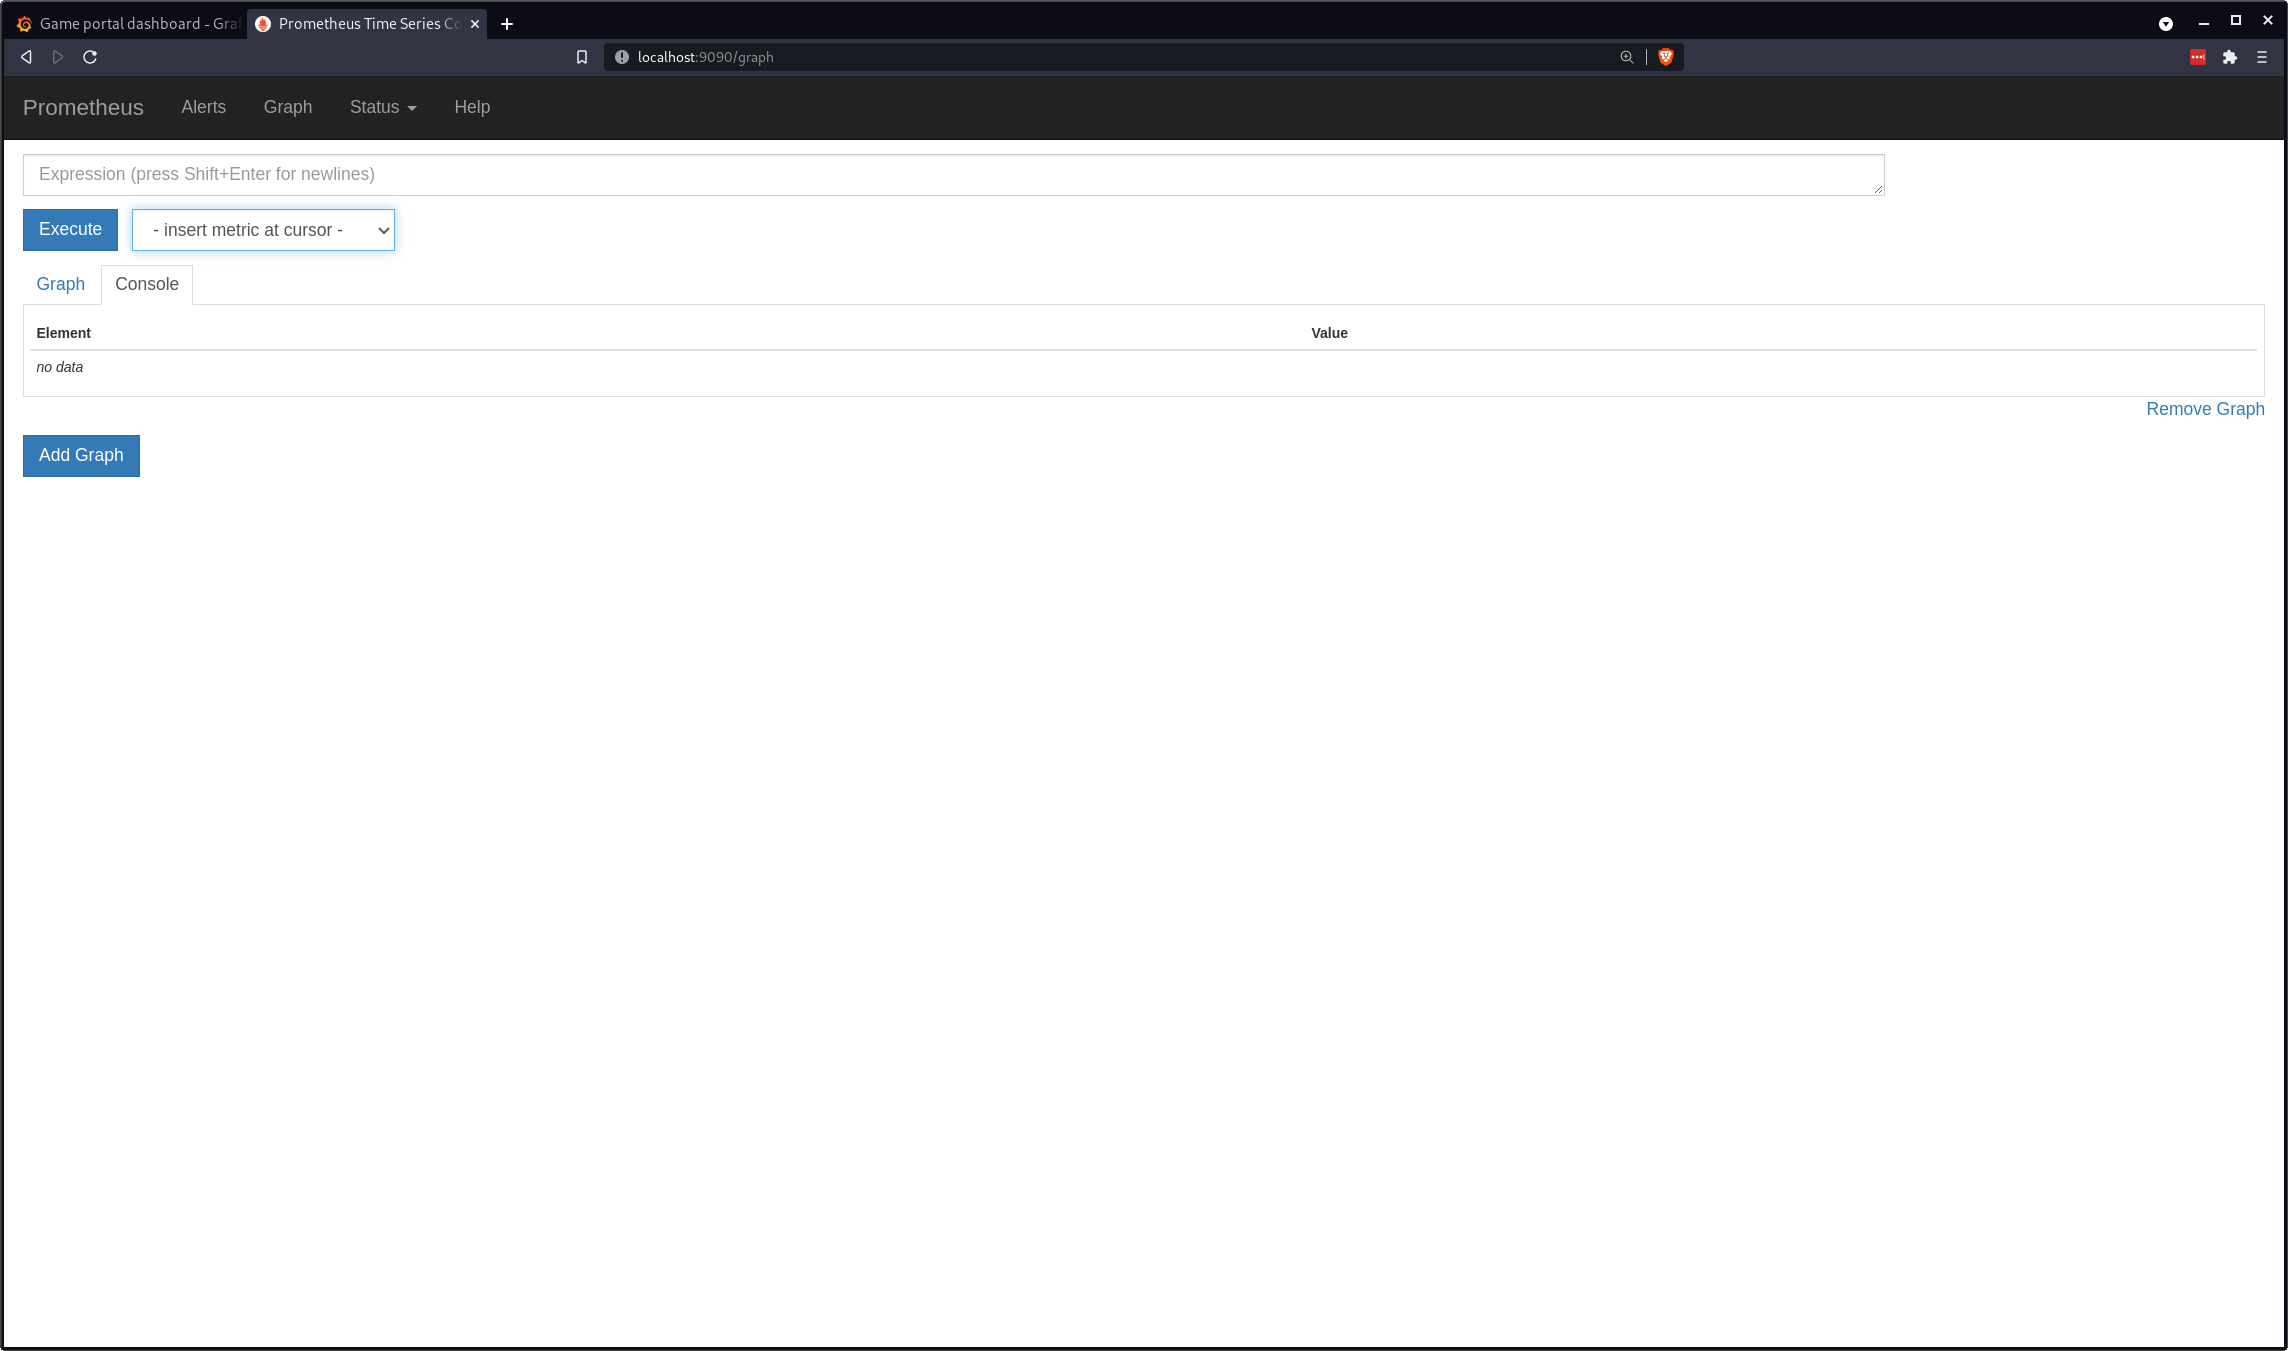 Game portal dashboard - Graf
Prometheus Time Series Co
localhost:9090/graph
Prometheus Alerts Graph Status Help
Expression (press Shift+Enter for newlines)
Execute - insert metric at cursor -
Graph Console
Element Value
no data
Remove Graph
Add Graph